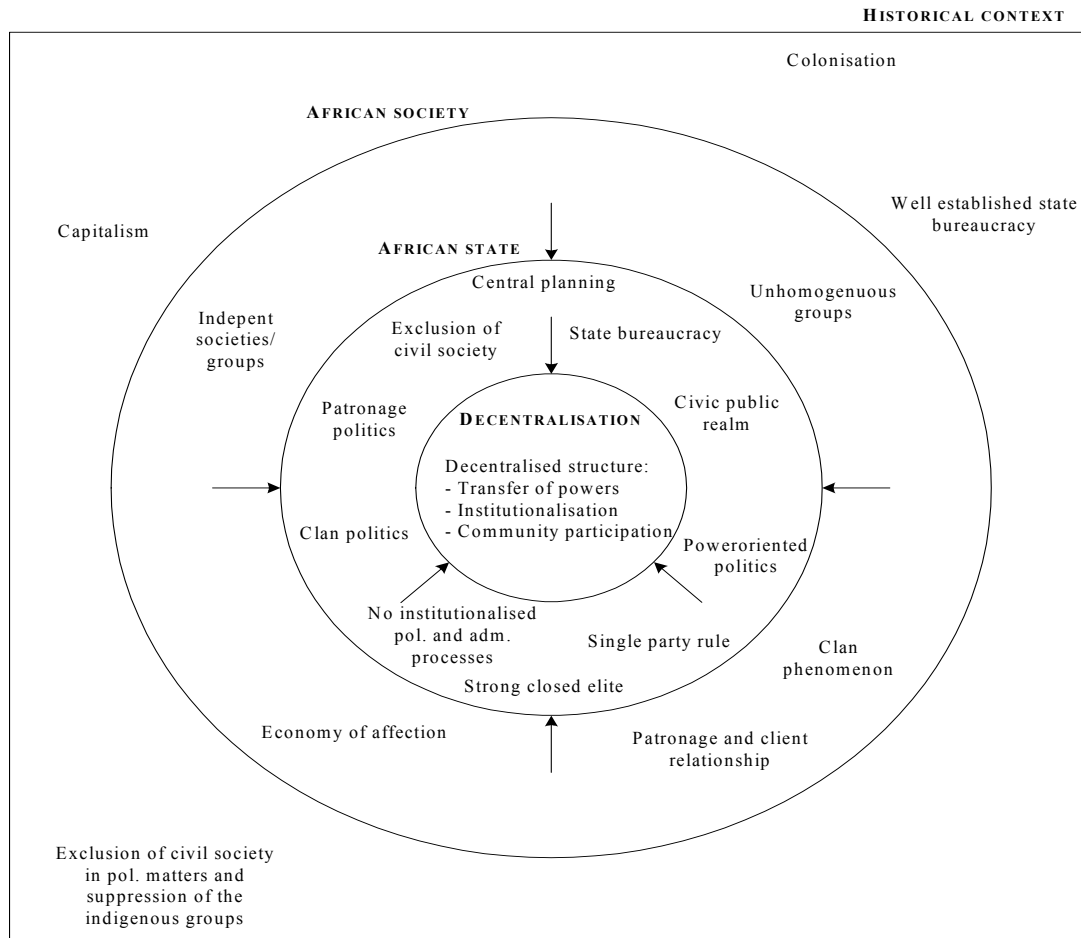 HISTORICAL CONTEXT
Colonisation
AFRICAN SOCIETY
Well established state
bureaucracy
Capitalism
AFRICAN STATE
Central planning
Unhomogenuous
groups
Indepent
societies/
groups
Exclusion of
civil society
State bureaucracy
Patronage
politics
Civic public
realm
DECENTRALISATION
Decentralised structure:
- Transfer of powers
- Institutionalisation
- Community participation
Clan politics
Poweroriented
politics
No institutionalised
pol. and adm.
processes
Single party rule
Clan
phenomenon
Strong closed elite
Economy of affection
Patronage and client
relationship
Exclusion of civil society
in pol. matters and
suppression of the
indigenous groups